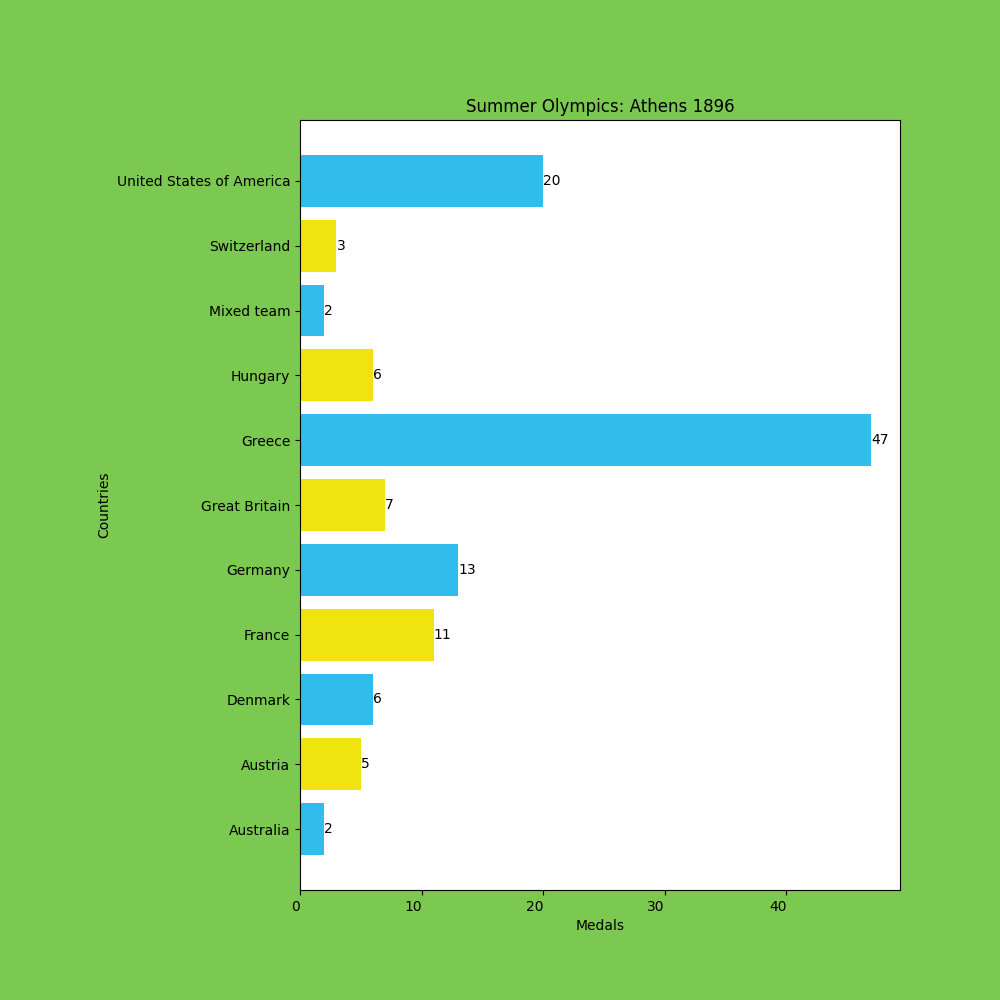 Summer Olympics: Athens 1896
United States of America 20
Switzerland 3
Mixed team 2
Hungary 6
Greece 47
Great Britain 7
Germany 13
France 11
Denmark 6
Austria 5
Australia 2
Countries
0 10 20 30 40
Medals